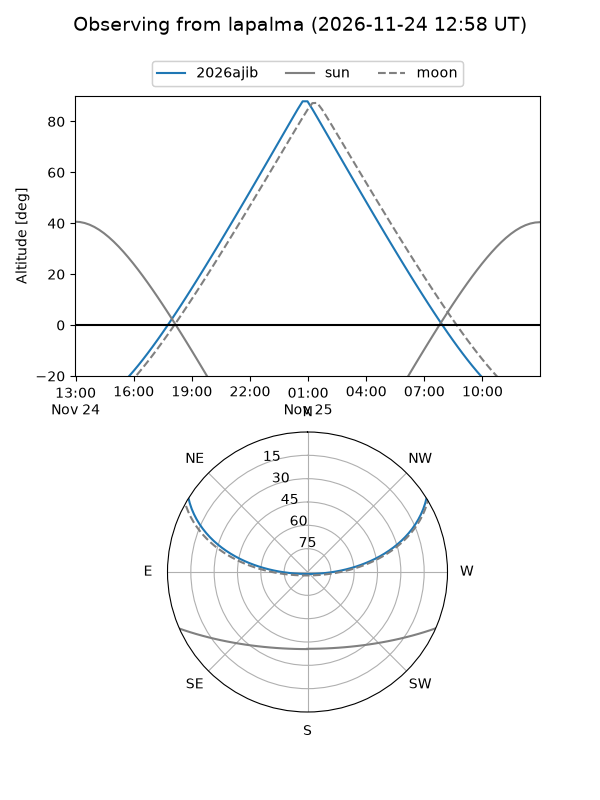 Observing from lapalma (2026-11-24 12:58 UT)
2026ajib sun moon
Altitude [deg]
80
60
40
20
0
−20
13:00 16:00 19:00 22:00 01:00 04:00 07:00 10:00
Nov 24 Nov 25
N
NE NW
15
30
45
60
75
E W
SE SW
S